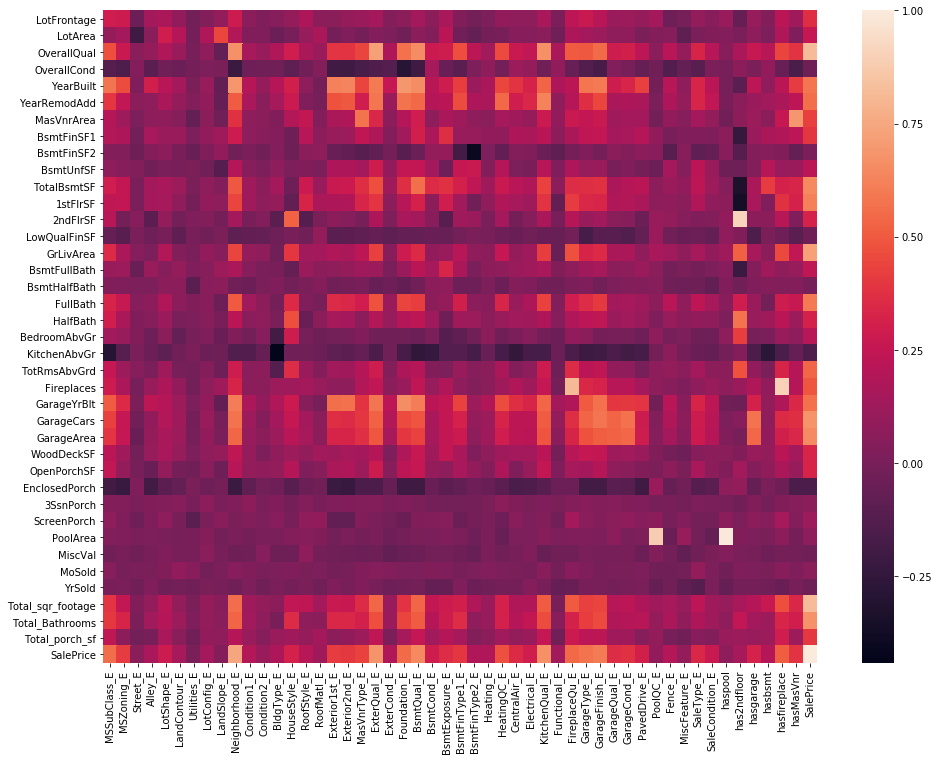 LotFrontage
LotArea
OverallQual
OverallCond
YearBuilt
YearRemodAdd
MasVnrArea
BsmtFinSF1
BsmtFinSF2
BsmtUnfSF
TotalBsmtSF
1stFlrSF
2ndFlrSF
LowQualFinSF
GrLivArea
BsmtFullBath
BsmtHalfBath
FullBath
HalfBath
BedroomAbvGr
KitchenAbvGr
TotRmsAbvGrd
Fireplaces
GarageYrBlt
GarageCars
GarageArea
WoodDeckSF
OpenPorchSF
EnclosedPorch
3SsnPorch
ScreenPorch
PoolArea
MiscVal
MoSold
YrSold
Total_sqr_footage
Total_Bathrooms
Total_porch_sf
SalePrice
MSSubClass_E
MSZoning_E
Street_E
Alley_E
LotShape_E
LandContour_E
Utilities_E
LotConfig_E
LandSlope_E
Neighborhood_E
Condition1_E
Condition2_E
BldgType_E
HouseStyle_E
RoofStyle_E
RoofMatl_E
Exterior1st_E
Exterior2nd_E
MasVnrType_E
ExterQual_E
ExterCond_E
Foundation_E
BsmtQual_E
BsmtCond_E
BsmtExposure_E
BsmtFinType1_E
BsmtFinType2_E
Heating_E
HeatingQC_E
CentralAir_E
Electrical_E
KitchenQual_E
Functional_E
FireplaceQu_E
GarageType_E
GarageFinish_E
GarageQual_E
GarageCond_E
PavedDrive_E
PoolQC_E
Fence_E
MiscFeature_E
SaleType_E
SaleCondition_E
haspool
has2ndfloor
hasgarage
hasbsmt
hasfireplace
hasMasVnr
SalePrice
1.00
0.75
0.50
0.25
0.00
−0.25